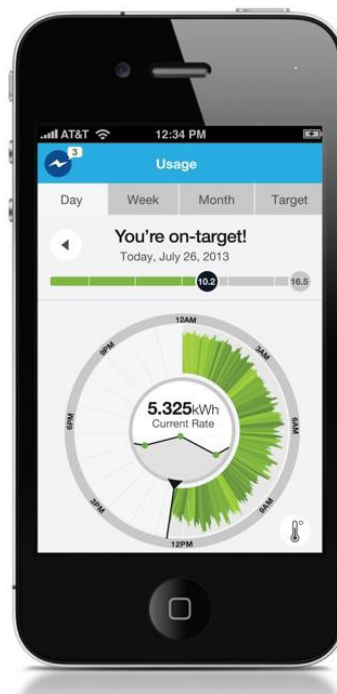 AT&T 12:34 PM
3
Usage
Day Week Month Target
You're on-target!
Today, July 26, 2013
10.2 16.5
12AM
9PM 3AM
5.325kWh
Current Rate
6PM 6AM
3PM 9AM
12PM